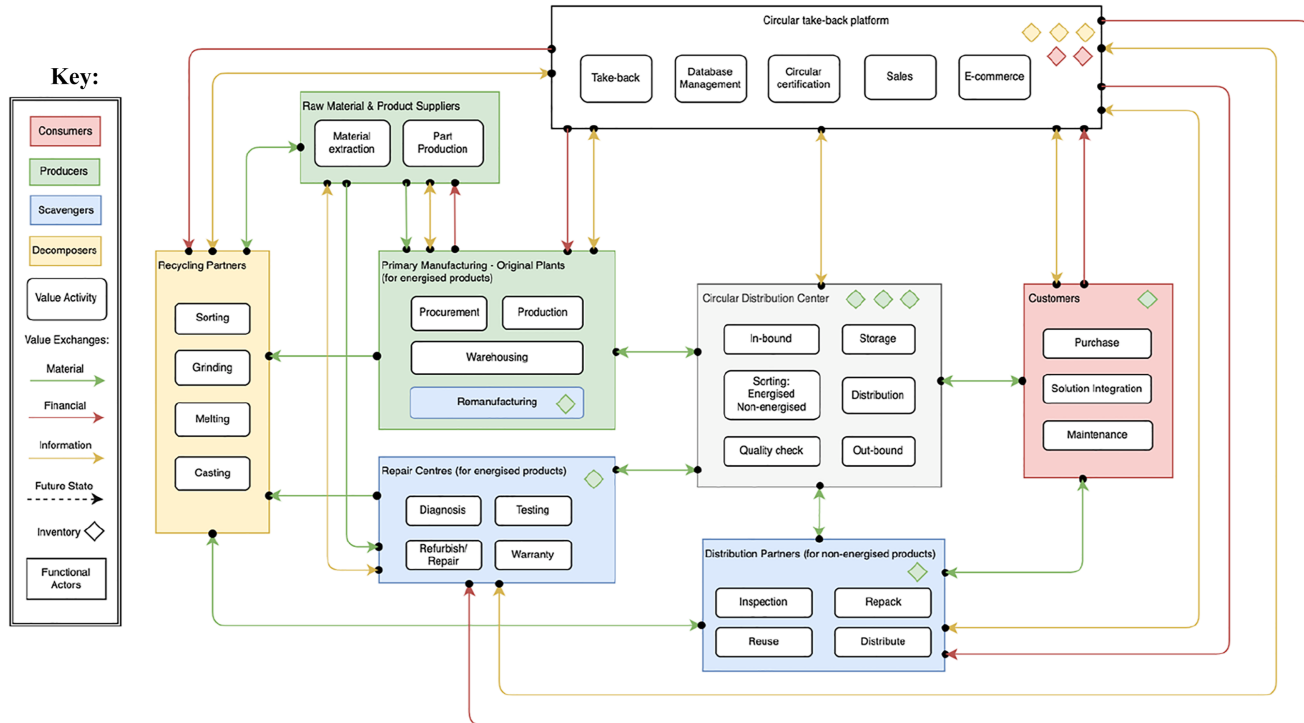 Circular take-back platform
Take-back
Database
Management
Circular
certification
Sales
E-commerce
Key:
Consumers
Producers
Scavengers
Decomposers
Value Activity
Value Exchanges:
Material
Financial
Information
Future State
Inventory
Functional
Actors
Raw Material & Product Suppliers
Material
extraction
Part
Production
Recycling Partners
Sorting
Grinding
Melting
Casting
Primary Manufacturing - Original Plants
(for energised products)
Procurement
Production
Warehousing
Remanufacturing
Circular Distribution Center
In-bound
Storage
Sorting:
Energised
Non-energised
Distribution
Quality check
Out-bound
Customers
Purchase
Solution Integration
Maintenance
Repair Centres (for energised products)
Diagnosis
Testing
Refurbish/
Repair
Warranty
Distribution Partners (for non-energised products)
Inspection
Repack
Reuse
Distribute